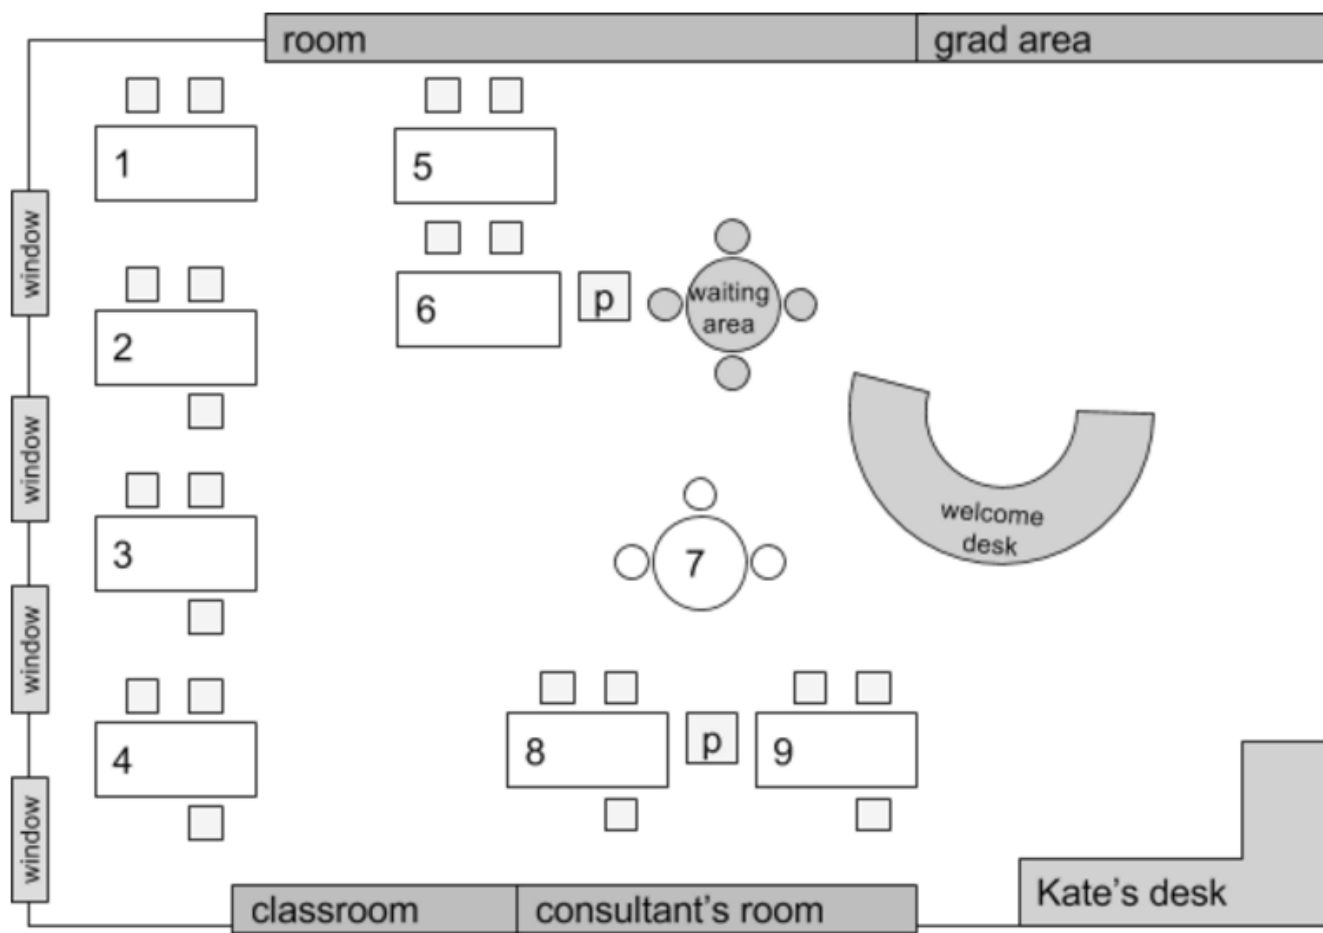 room
grad area
1
5
window
2
6
p
waiting
area
window
3
7
welcome
desk
window
4
8
p
9
window
classroom
consultant's room
Kate's desk